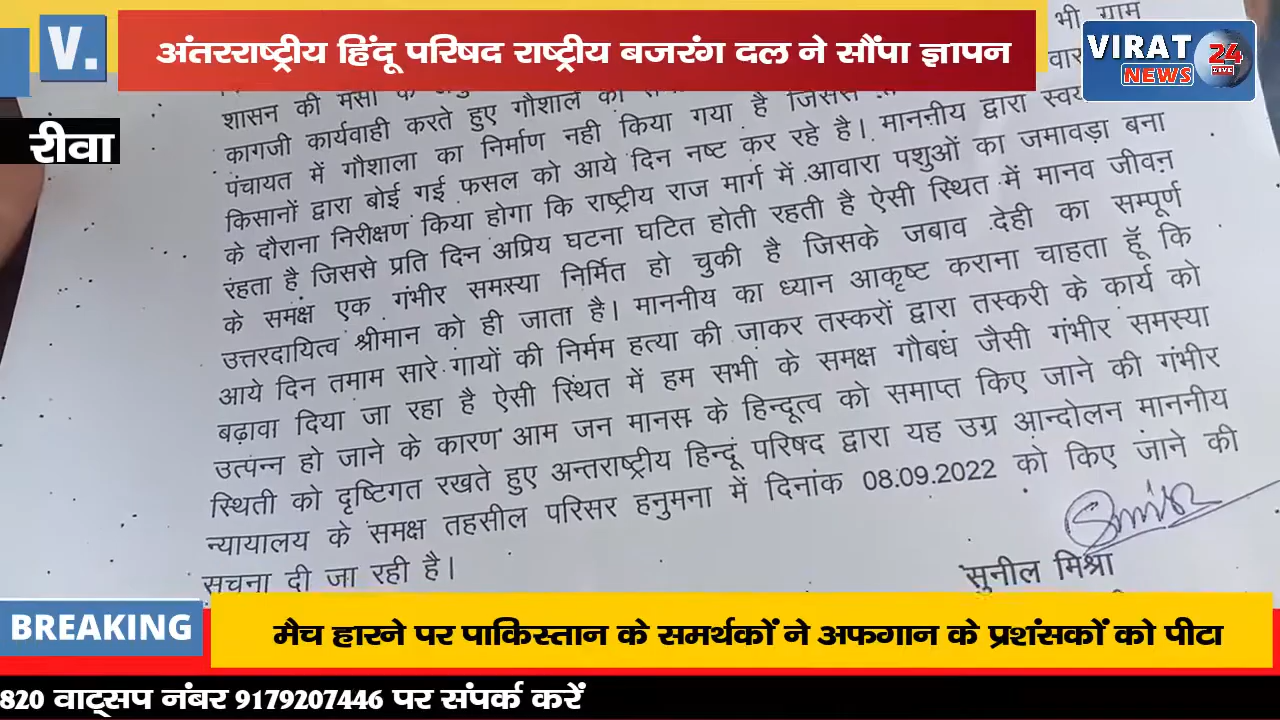 V.
अंतरराष्ट्रीय हिंदू परिषद राष्ट्रीय बजरंग दल ने सौंपा ज्ञापन
VIRAT
NEWS
24
LIVE
रीवा
भी ग्राम
शासन की मंसा के
कागजी कार्यवाही करते हुए गौशाले का
पंचायत में गौशाला का निर्माण नही किया गया है जिससे
किसानों द्वारा बोई गई फसल को आये दिन नष्ट कर रहे है। माननीय द्वारा
के दौराना निरीक्षण किया होगा कि राष्ट्रीय राज मार्ग में आवारा पशुओं का जमावड़ा बना
रंहता है जिससे प्रति दिन अप्रिय घटना घटित होती रहती है ऐसी स्थित में मानव जीवन
के समक्ष एक गंभीर समस्या निर्मित हो चुकी है जिसके जबाव देही का सम्पूर्ण
उत्तरदायित्व श्रीमान को ही जाता है। माननीय का ध्यान आकृष्ट कराना चाहता हूॅ कि
आये दिन तमाम सारे गायों की निर्मम हत्या की जाकर तस्करों द्वारा तस्करी के कार्य को
बढ़ावा दिया जा रहा है ऐसी स्थित में हम सभी के समक्ष गौबधं जैसी गंभीर समस्या
उत्पन्न हो जाने के कारण आम जन मानस के हिन्दूत्व को समाप्त किए जाने की गंभीर
स्थिती को दृष्टिगत रखते हुए अन्तराष्ट्रीय हिन्दूं परिषद द्वारा यह उग्र आन्दोलन माननीय
न्यायालय के समक्ष तहसील परिसर हनुमना में दिनांक 08.09.2022 को किए जाने की
सूचना दी जा रही है।
सुनील मिश्रा
BREAKING
मैच हारने पर पाकिस्तान के समर्थकों ने अफगान के प्रशंसकों को पीटा
820 वाट्सप नंबर 9179207446 पर संपर्क करें